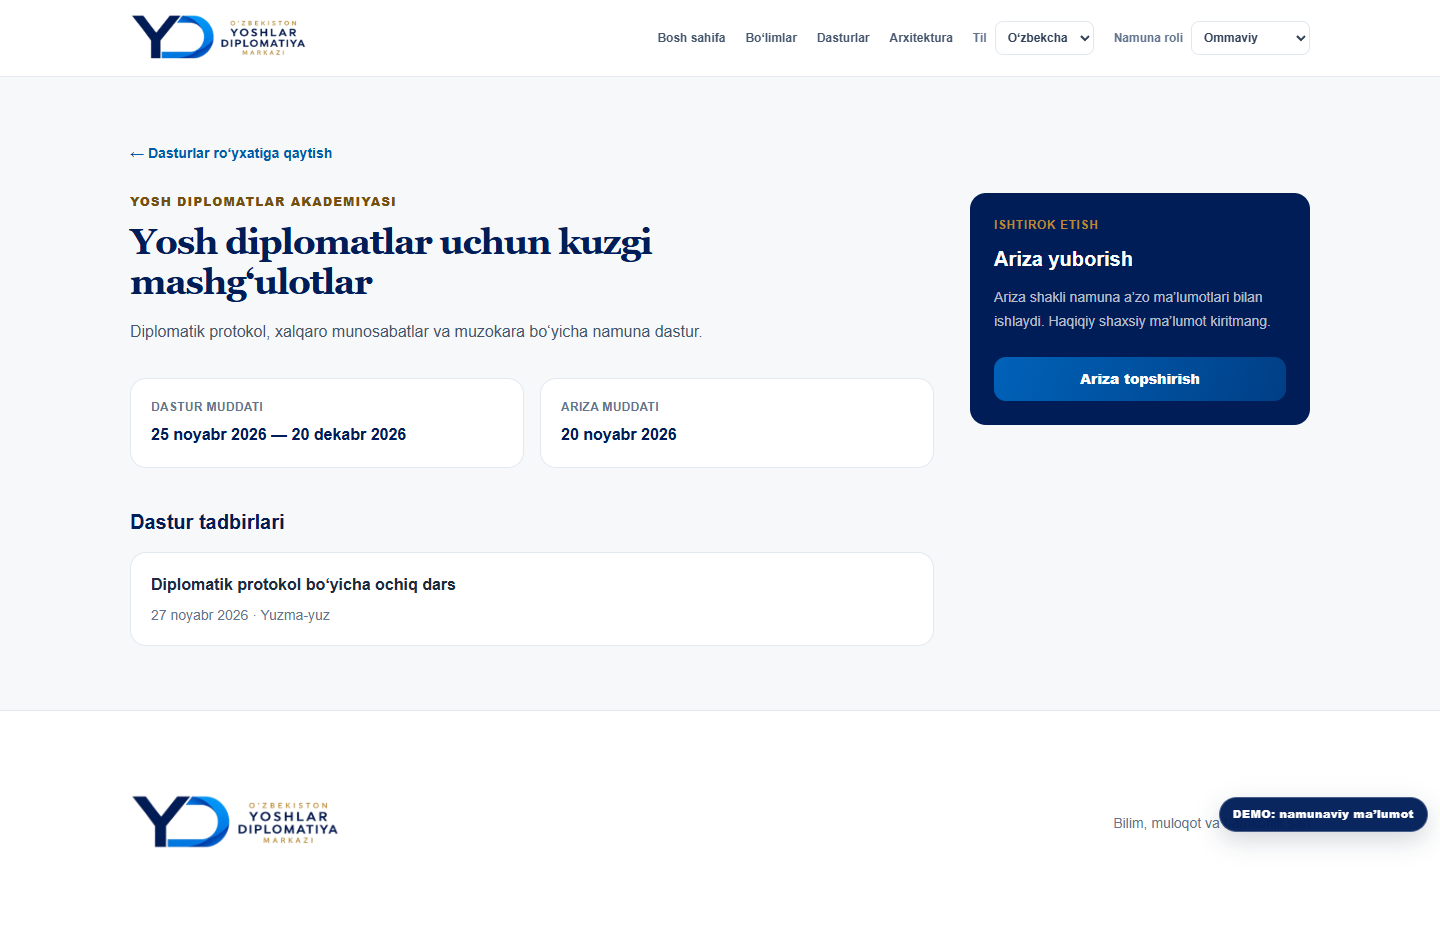 O'ZBEKISTON
YOSHLAR
DIPLOMATIYA
MARKAZI
Bosh sahifa
Bo‘limlar
Dasturlar
Arxitektura
Til
O‘zbekcha
Namuna roli
Ommaviy
← Dasturlar ro‘yxatiga qaytish
YOSH DIPLOMATLAR AKADEMIYASI
Yosh diplomatlar uchun kuzgi
mashg‘ulotlar
Diplomatik protokol, xalqaro munosabatlar va muzokara bo‘yicha namuna dastur.
DASTUR MUDDATI
25 noyabr 2026 — 20 dekabr 2026
ARIZA MUDDATI
20 noyabr 2026
Dastur tadbirlari
Diplomatik protokol bo‘yicha ochiq dars
27 noyabr 2026 · Yuzma-yuz
ISHTIROK ETISH
Ariza yuborish
Ariza shakli namuna a’zo ma’lumotlari bilan
ishlaydi. Haqiqiy shaxsiy ma’lumot kiritmang.
Ariza topshirish
O'ZBEKISTON
YOSHLAR
DIPLOMATIYA
MARKAZI
Bilim, muloqot va
DEMO: namunaviy ma’lumot